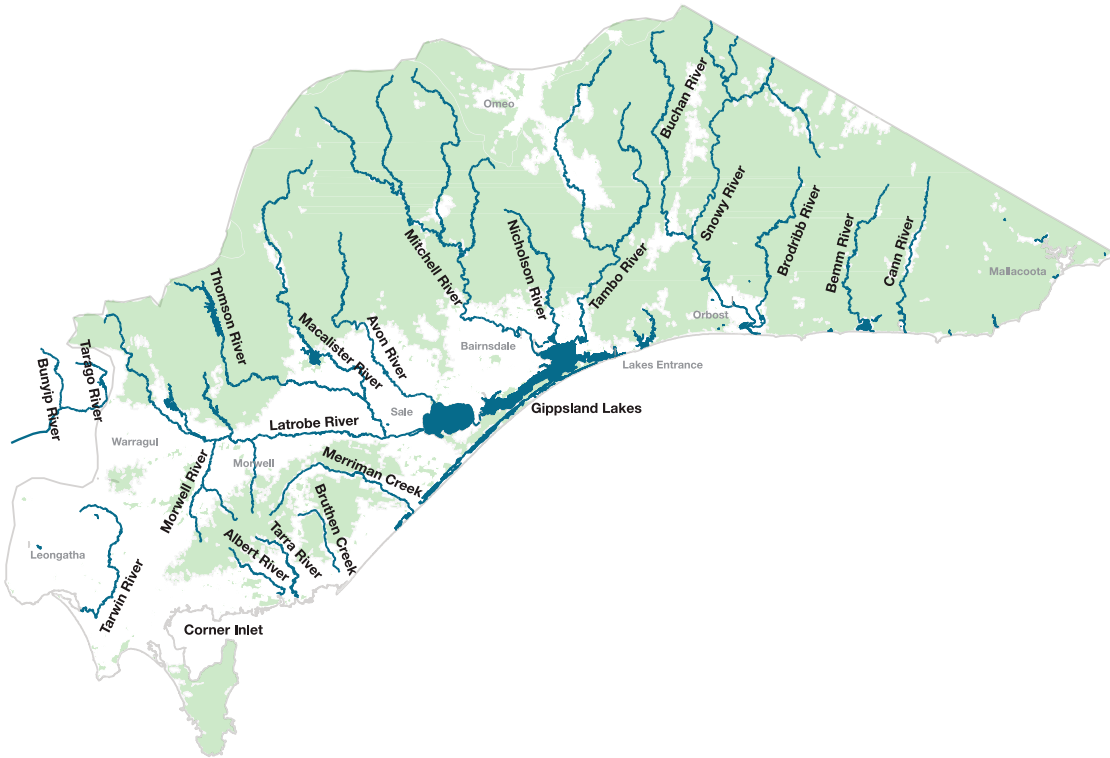 Omeo
Buchan River
Snowy River
Brodribb River
Bemm River
Cann River
Mallacoota
Mitchell River
Nicholson River
Tambo River
Orbost
Thomson River
Macalister River
Avon River
Bairnsdale
Lakes Entrance
Bunyip River
Tarago River
Sale
Gippsland Lakes
Latrobe River
Warragul
Morwell
Morwell River
Merriman Creek
Bruthen Creek
Tarra River
Albert River
Leongatha
Tarwin River
Corner Inlet